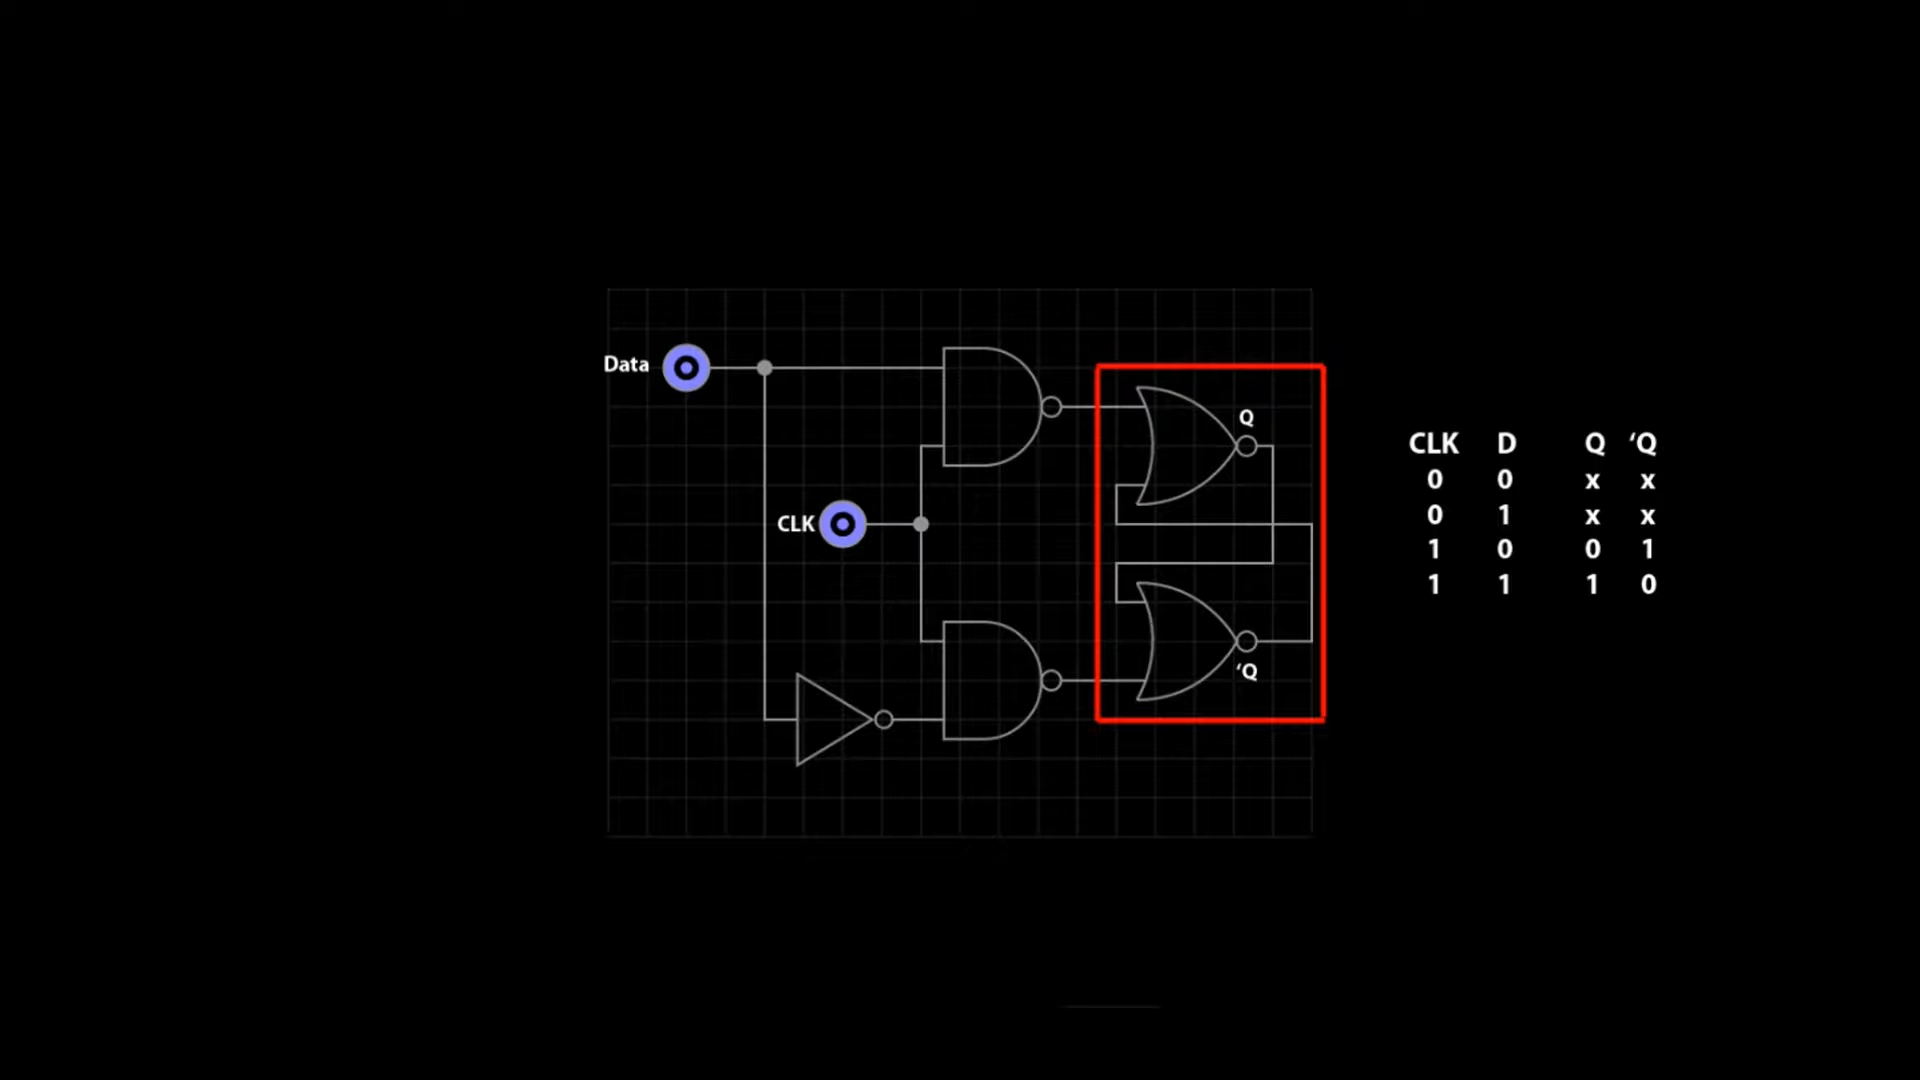 Data
Q
CLK
‘Q
CLK D Q ‘Q
0 0 x x
0 1 x x
1 0 0 1
1 1 1 0